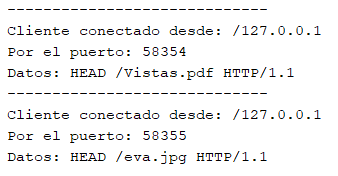 -----------------------------
Cliente conectado desde: /127.0.0.1
Por el puerto: 58354
Datos: HEAD /Vistas.pdf HTTP/1.1
-----------------------------
Cliente conectado desde: /127.0.0.1
Por el puerto: 58355
Datos: HEAD /eva.jpg HTTP/1.1